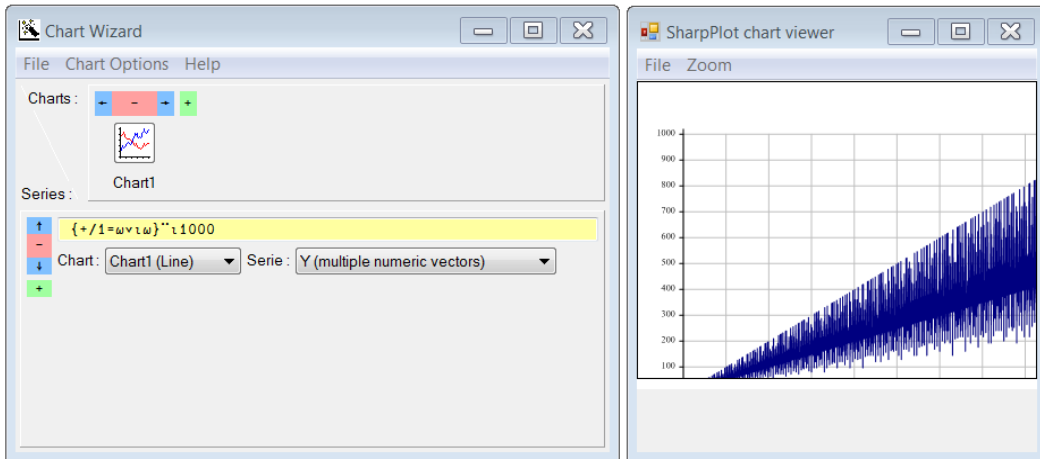 Chart Wizard
File Chart Options Help
Charts :
← - → +
Chart1
Series :
↑
-
↓
+
{+/1=ω∨⍳ω}¨⍳1000
Chart : Chart1 (Line) Serie : Y (multiple numeric vectors)
SharpPlot chart viewer
File Zoom
1000
900
800
700
600
500
400
300
200
100